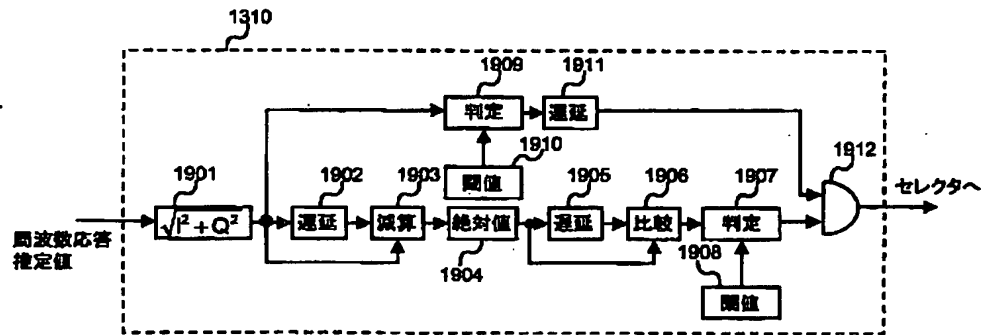 1310
1909
1911
判定
遅延
1910
閾値
1912
1901
1902
1903
1905
1906
1907
セレクタへ
√I²+Q²
遅延
減算
絶対値
遅延
比較
判定
周波数応答
推定値
1904
1908
閾値